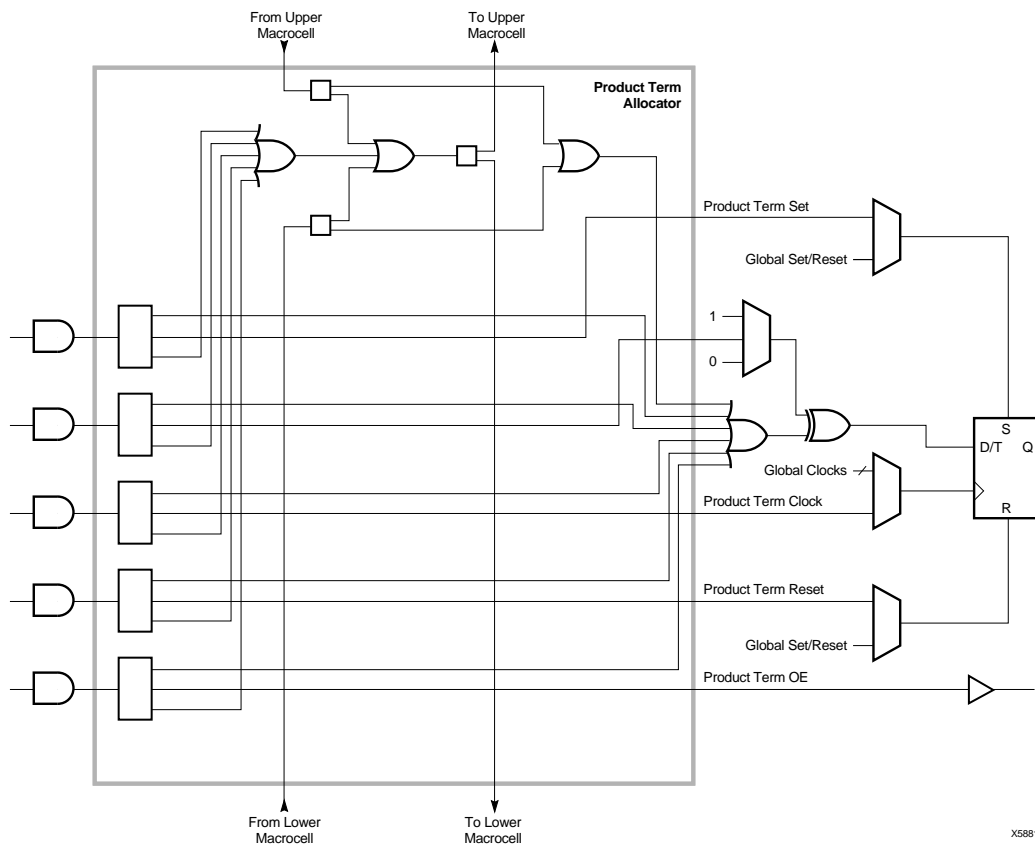 From Upper
Macrocell
To Upper
Macrocell
Product Term
Allocator
Product Term Set
Global Set/Reset
1
0
S
D/T Q
Global Clocks
Product Term Clock
R
Product Term Reset
Global Set/Reset
Product Term OE
From Lower
Macrocell
To Lower
Macrocell